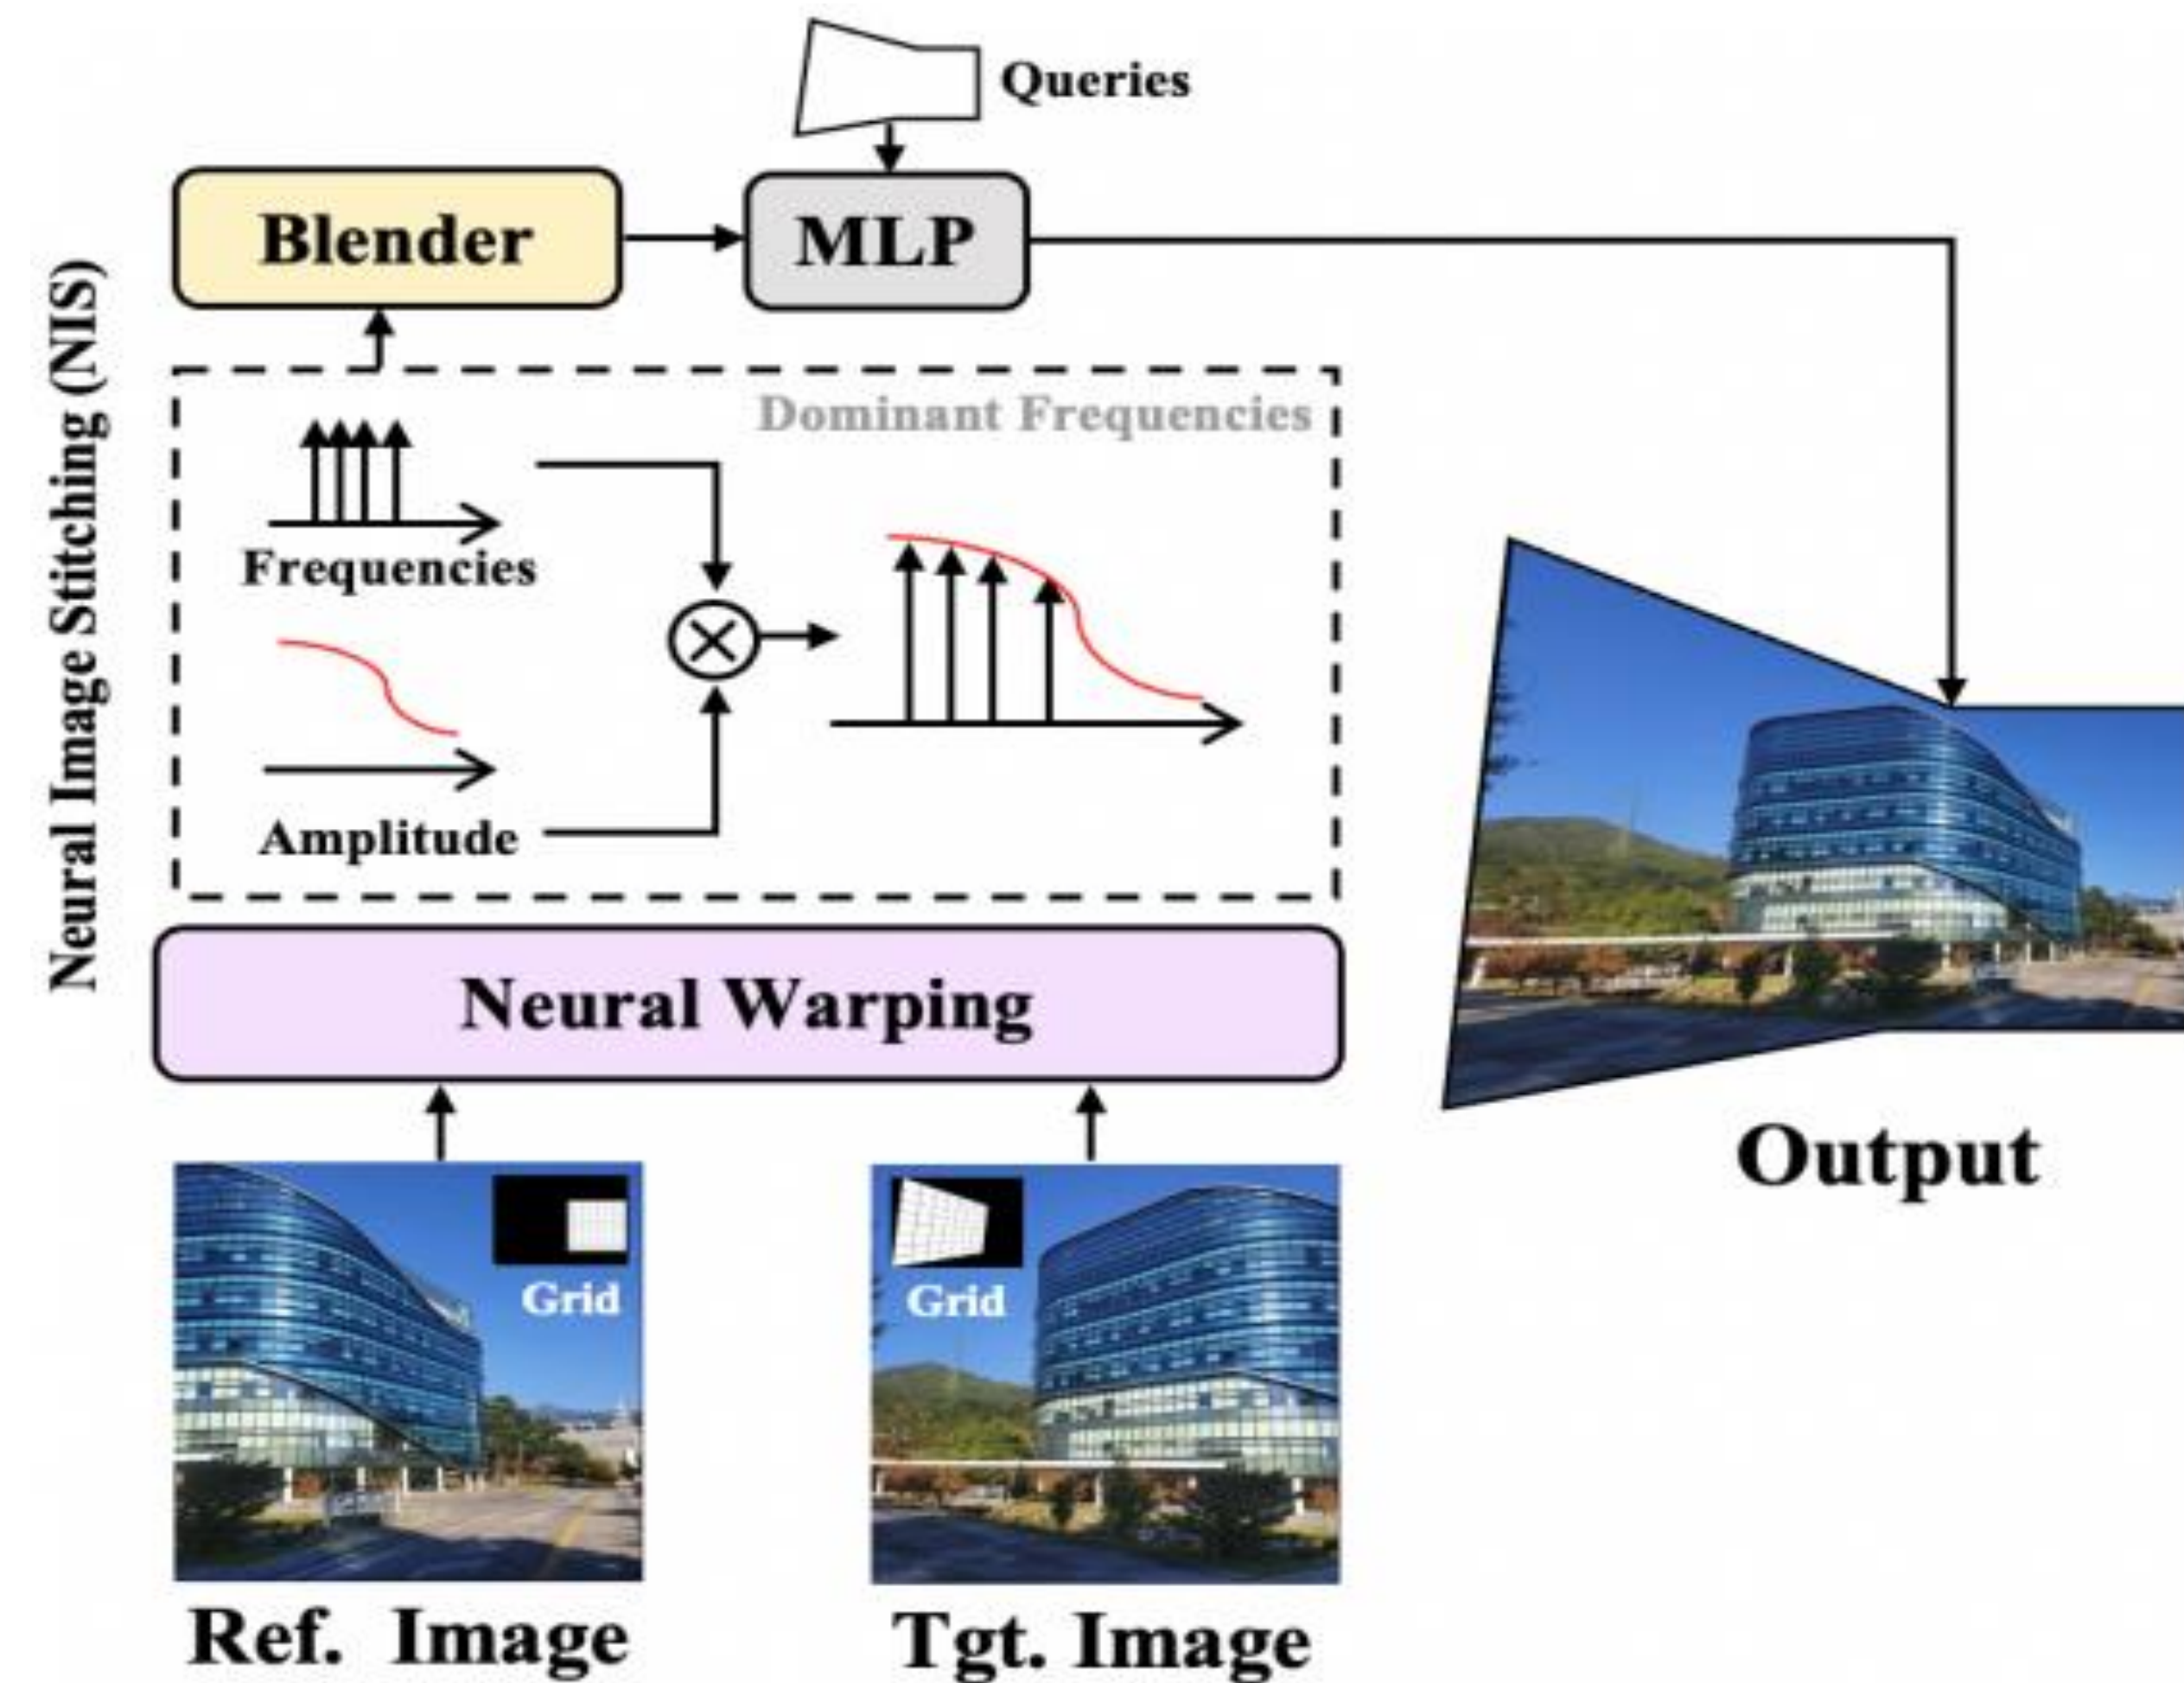 Queries
Blender
MLP
Neural Image Stitching (NIS)
Dominant Frequencies
Frequencies
Amplitude
Neural Warping
Output
Grid
Grid
Ref. Image
Tgt. Image